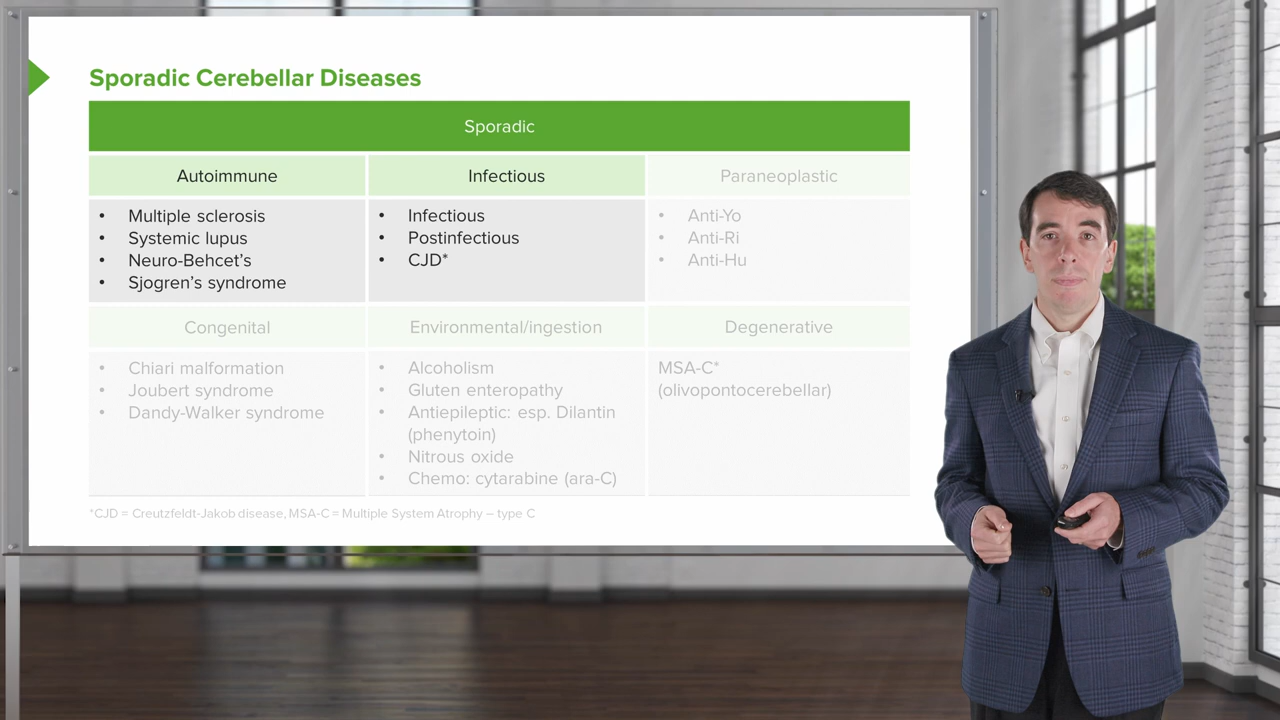 Sporadic Cerebellar Diseases
Sporadic
Autoimmune
• Multiple sclerosis
• Systemic lupus
• Neuro-Behcet's
• Sjogren's syndrome
Infectious
• Infectious
• Postinfectious
• CJD*
Paraneoplastic
• Anti-Yo
• Anti-Ri
• Anti-Hu
Congenital
• Chiari malformation
• Joubert syndrome
• Dandy-Walker syndrome
Environmental/ingestion
• Alcoholism
• Gluten enteropathy
• Antiepileptic: esp. Dilantin
(phenytoin)
• Nitrous oxide
• Chemo: cytarabine (ara-C)
Degenerative
MSA-C*
(olivopontocerebellar)
*CJD = Creutzfeldt-Jakob disease, MSA-C = Multiple System Atrophy – type C